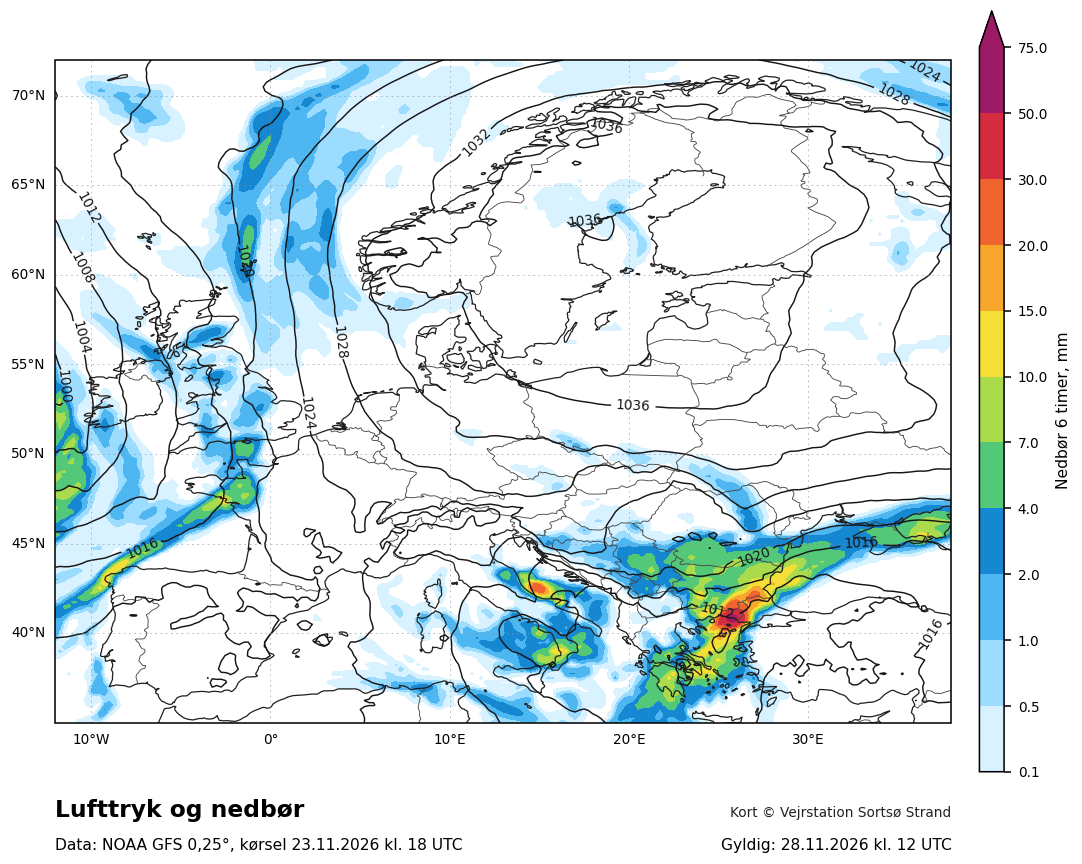 75.0
50.0
30.0
20.0
15.0
10.0
7.0
4.0
2.0
1.0
0.5
0.1
Nedbør 6 timer, mm
70°N
65°N
60°N
55°N
50°N
45°N
40°N
10°W
0°
10°E
20°E
30°E
1024
1028
1036
1032
1012
1036
1020
1008
1004
1028
1000
1024
1036
1016
1020
1016
1012
1016
Lufttryk og nedbør
Kort © Vejrstation Sortsø Strand
Data: NOAA GFS 0,25°, kørsel 23.11.2026 kl. 18 UTC
Gyldig: 28.11.2026 kl. 12 UTC